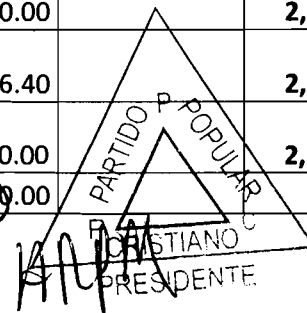 0.00 2,
6.40 2,
0.00 2,
0.00
P
PARTIDO POPULAR
P C
CRISTIANO
PRESIDENTE